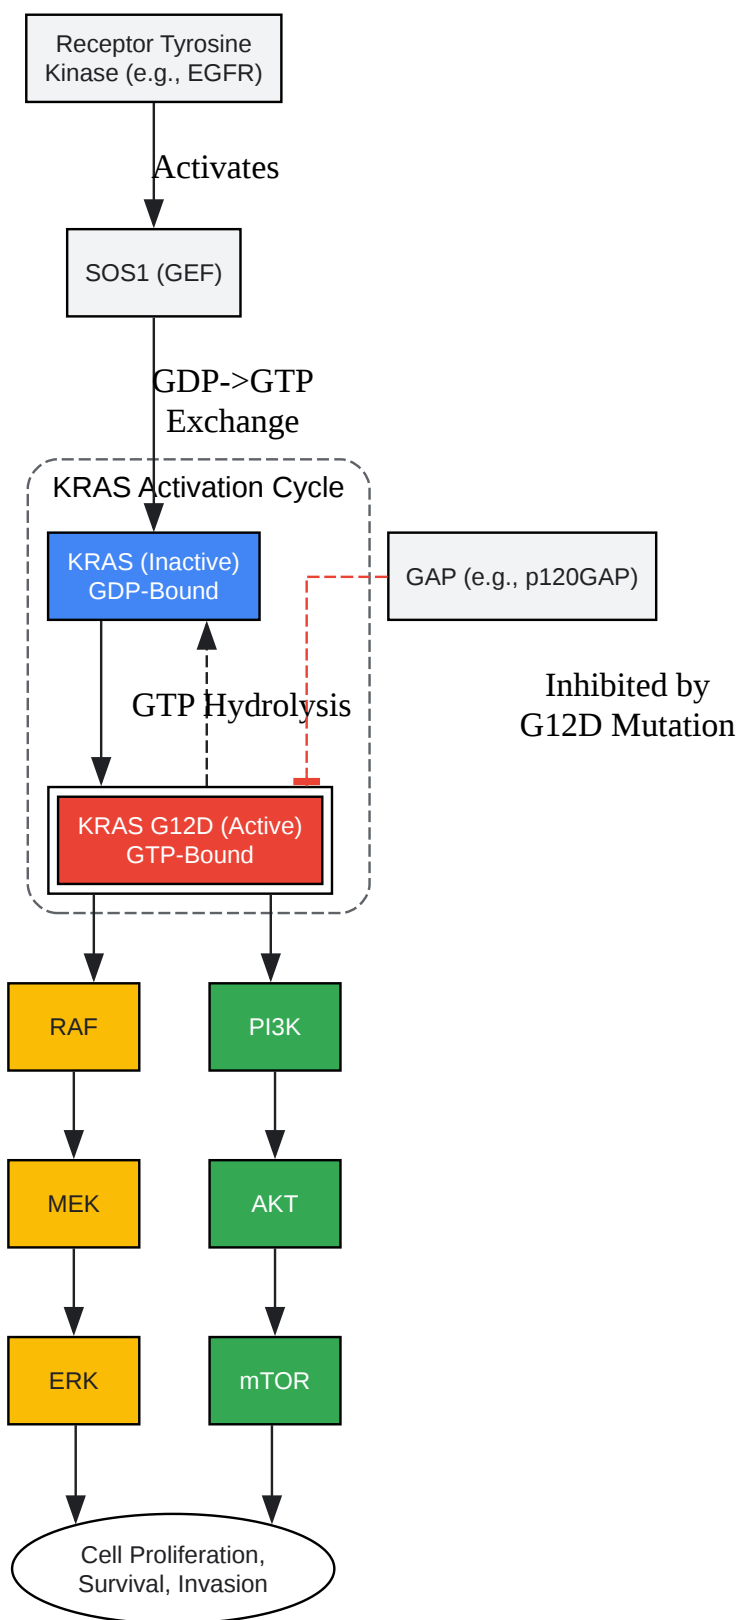 Receptor Tyrosine
Kinase (e.g., EGFR)
Activates
SOS1 (GEF)
GDP->GTP
Exchange
KRAS Activation Cycle
KRAS (Inactive)
GDP-Bound
GAP (e.g., p120GAP)
GTP Hydrolysis
Inhibited by
G12D Mutation
KRAS G12D (Active)
GTP-Bound
RAF
PI3K
MEK
AKT
ERK
mTOR
Cell Proliferation,
Survival, Invasion